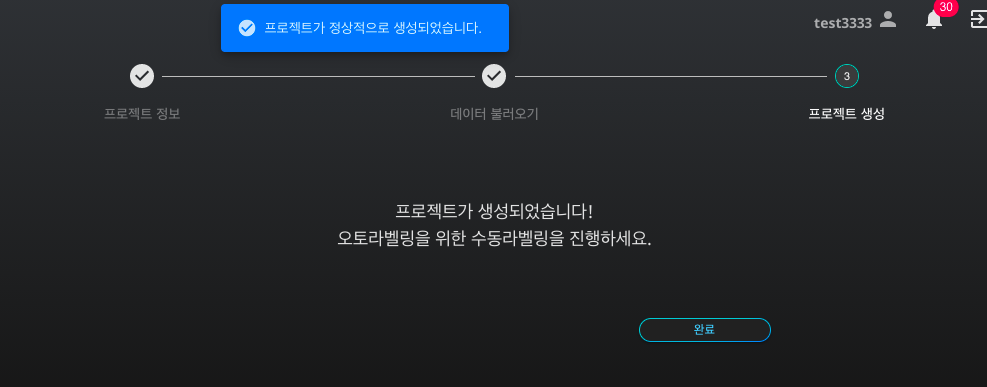 프로젝트가 정상적으로 생성되었습니다.
test3333
30
3
프로젝트 정보
데이터 불러오기
프로젝트 생성
프로젝트가 생성되었습니다!
오토라벨링을 위한 수동라벨링을 진행하세요.
완료